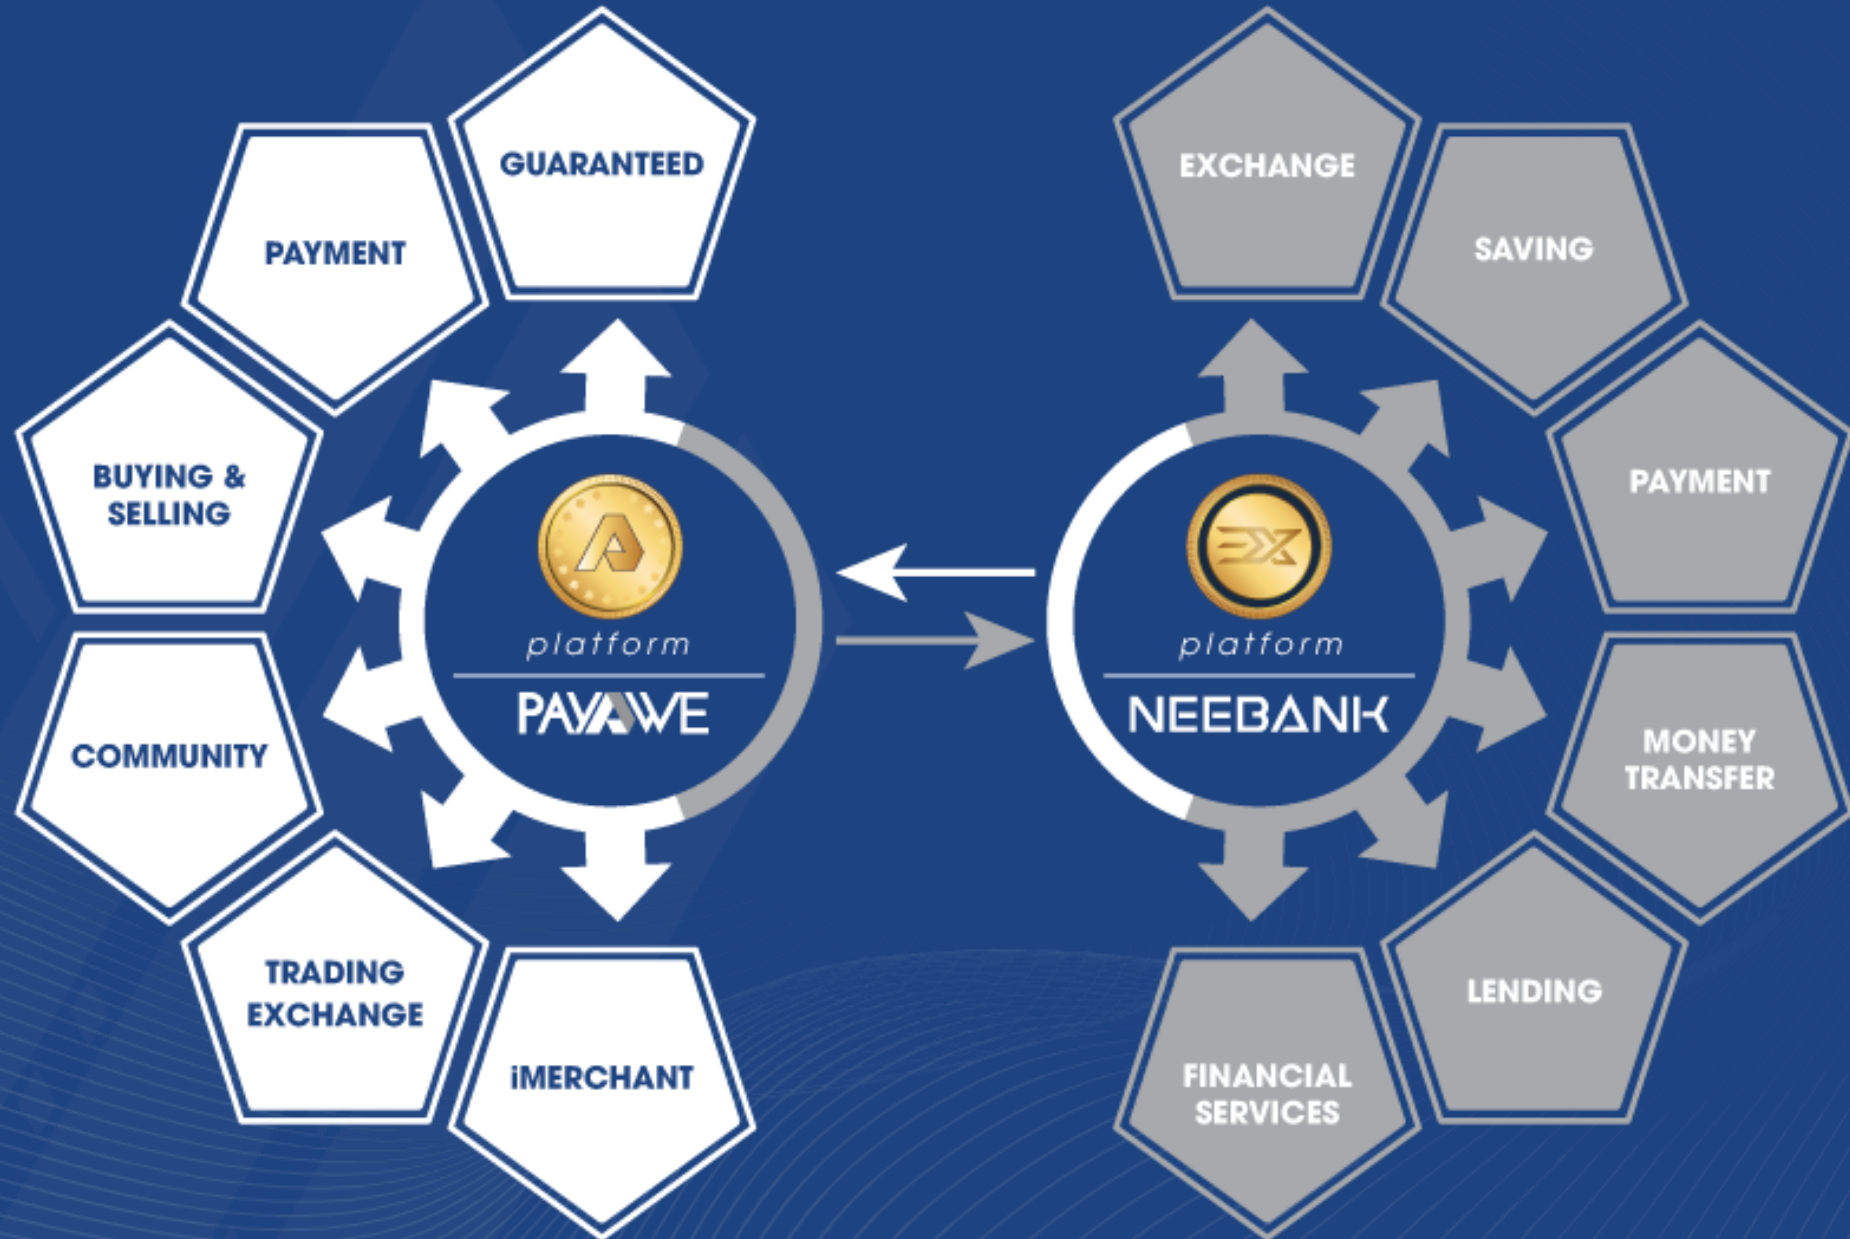 GUARANTEED
PAYMENT
BUYING &
SELLING
COMMUNITY
TRADING
EXCHANGE
iMERCHANT
platform
PAYAWE
platform
NEEBANK
EXCHANGE
SAVING
PAYMENT
MONEY
TRANSFER
LENDING
FINANCIAL
SERVICES